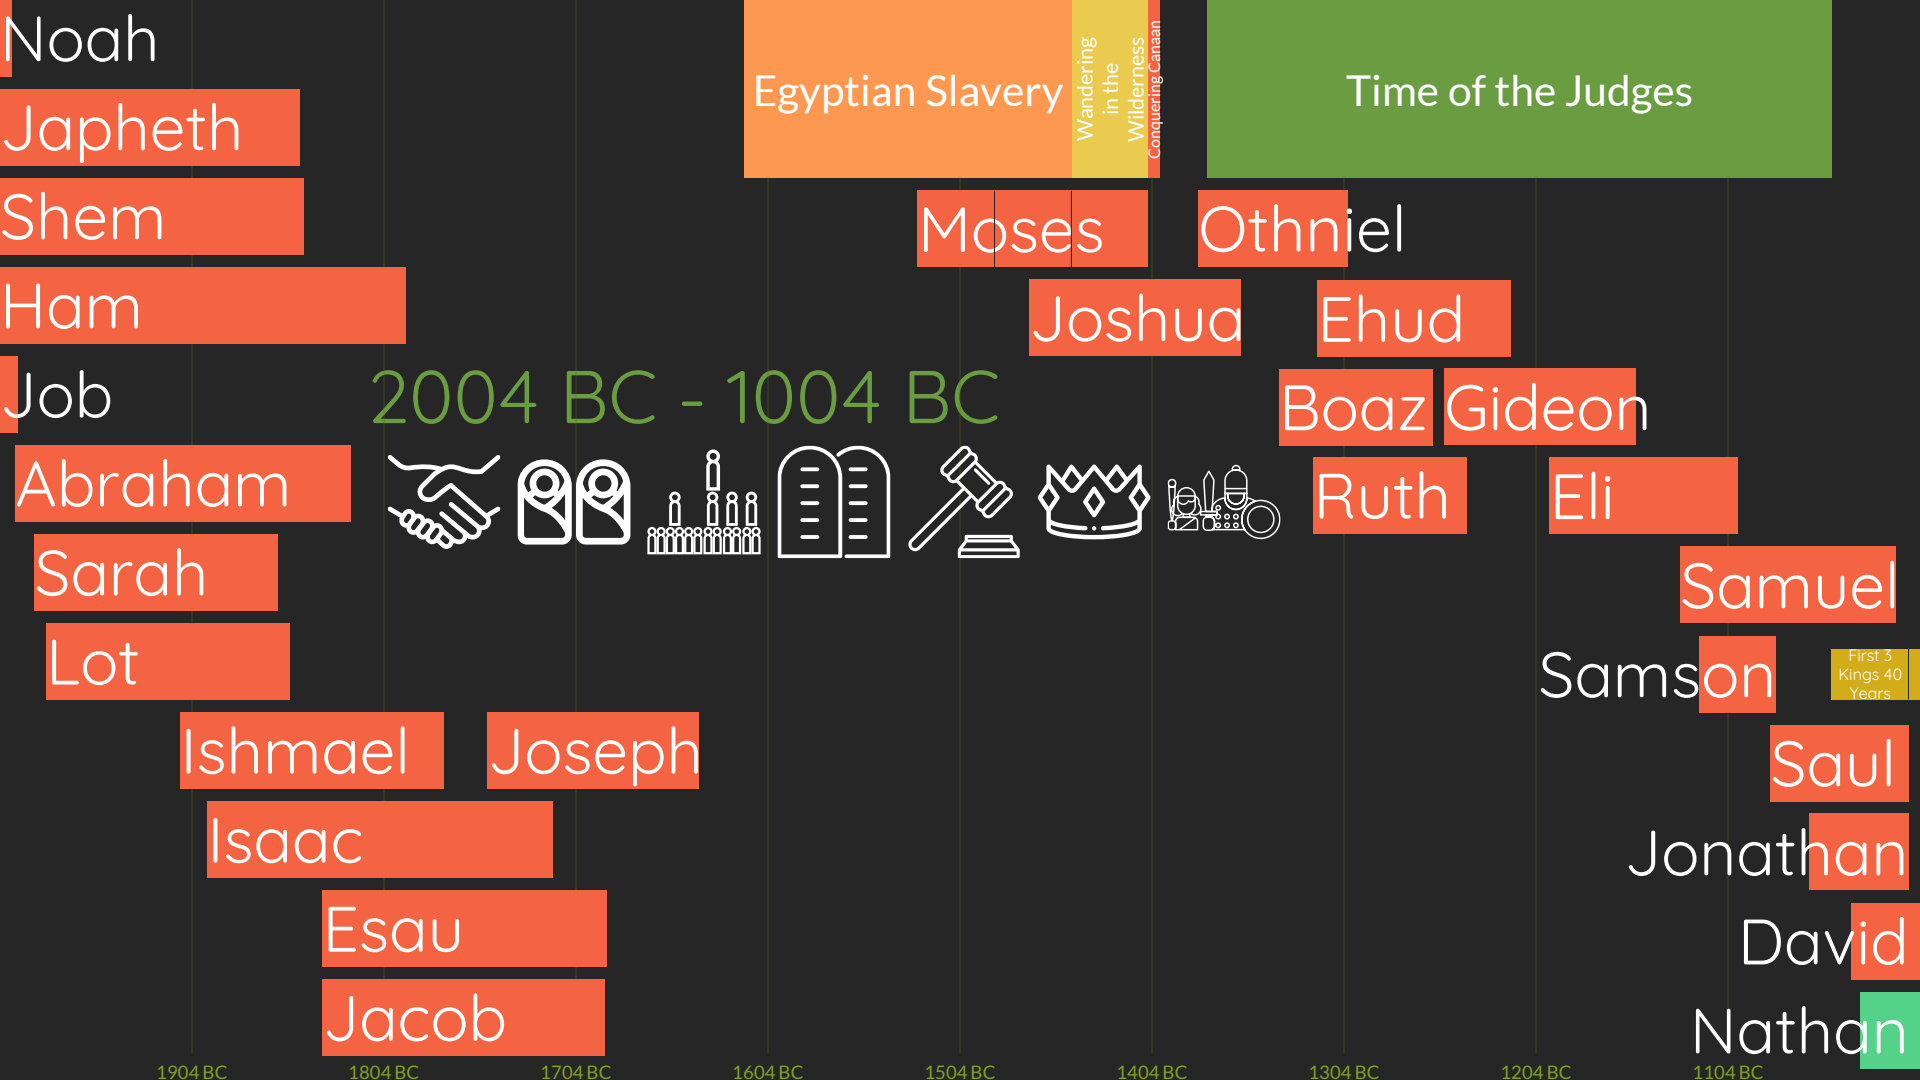 Noah
Japheth
Shem
Ham
Job
Abraham
Sarah
Lot
Ishmael
Joseph
Isaac
Esau
Jacob
2004 BC - 1004 BC
Egyptian Slavery
Wandering
in the
Wilderness
Conquering Canaan
Time of the Judges
Moses
Othniel
Joshua
Ehud
Boaz
Gideon
Ruth
Eli
Samuel
Samson
First 3
Kings 40
Years
Saul
Jonathan
David
Nathan
1904 BC
1804 BC
1704 BC
1604 BC
1504 BC
1404 BC
1304 BC
1204 BC
1104 BC